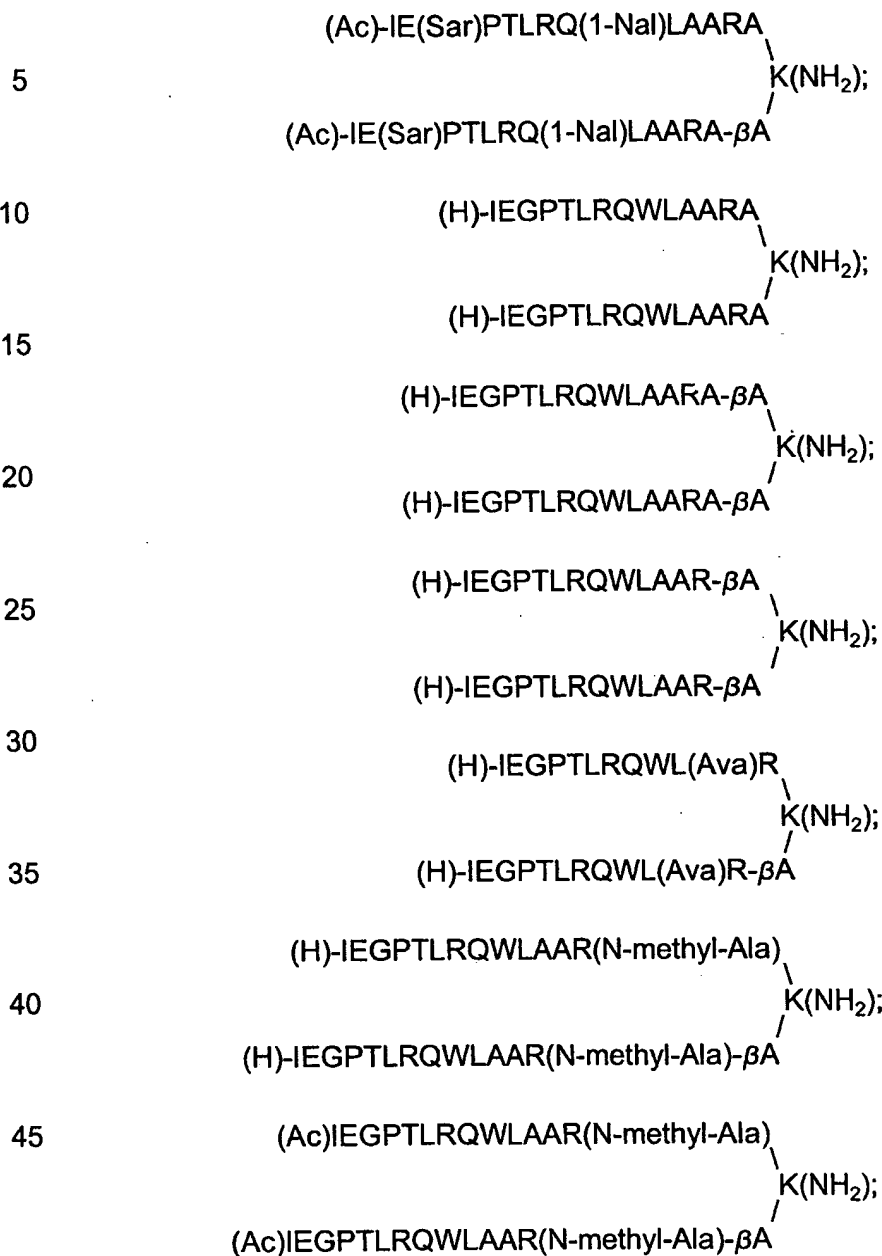 (Ac)-IE(Sar)PTLRQ(1-Nal)LAARA
5 K(NH₂);
(Ac)-IE(Sar)PTLRQ(1-Nal)LAARA-βA
10 (H)-IEGPTLRQWLAARA
K(NH₂);
(H)-IEGPTLRQWLAARA
15
(H)-IEGPTLRQWLAARA-βA
K(NH₂);
20
(H)-IEGPTLRQWLAARA-βA
(H)-IEGPTLRQWLAAR-βA
25
K(NH₂);
(H)-IEGPTLRQWLAAR-βA
30
(H)-IEGPTLRQWL(Ava)R
K(NH₂);
35 (H)-IEGPTLRQWL(Ava)R-βA
(H)-IEGPTLRQWLAAR(N-methyl-Ala)
40 K(NH₂);
(H)-IEGPTLRQWLAAR(N-methyl-Ala)-βA
45 (Ac)IEGPTLRQWLAAR(N-methyl-Ala)
K(NH₂);
(Ac)IEGPTLRQWLAAR(N-methyl-Ala)-βA